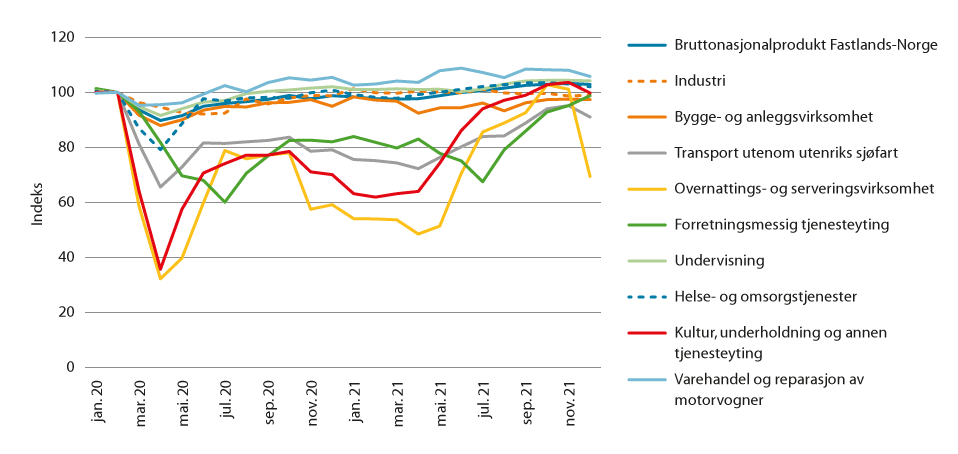 120
100
80
60
40
20
0
Indeks
jan. 20
mar. 20
mai. 20
jul. 20
sep. 20
nov. 20
jan. 21
mar. 21
mai. 21
jul. 21
sep. 21
nov. 21
Bruttonasjonalprodukt Fastlands-Norge
Industri
Bygge- og anleggsvirksomhet
Transport utenom utenriks sjøfart
Overnattings- og serveringsvirksomhet
Forretningsmessig tjenesteyting
Undervisning
Helse- og omsorgstjenester
Kultur, underholdning og annen
tjenesteyting
Varehandel og reparasjon av
motorvogner